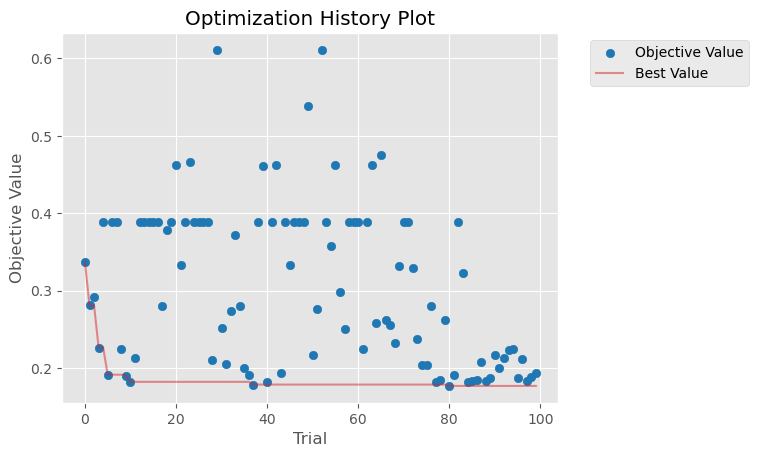 Optimization History Plot
Objective Value
0.6
0.5
0.4
0.3
0.2
0
20
40
60
80
100
Trial
Objective Value
Best Value